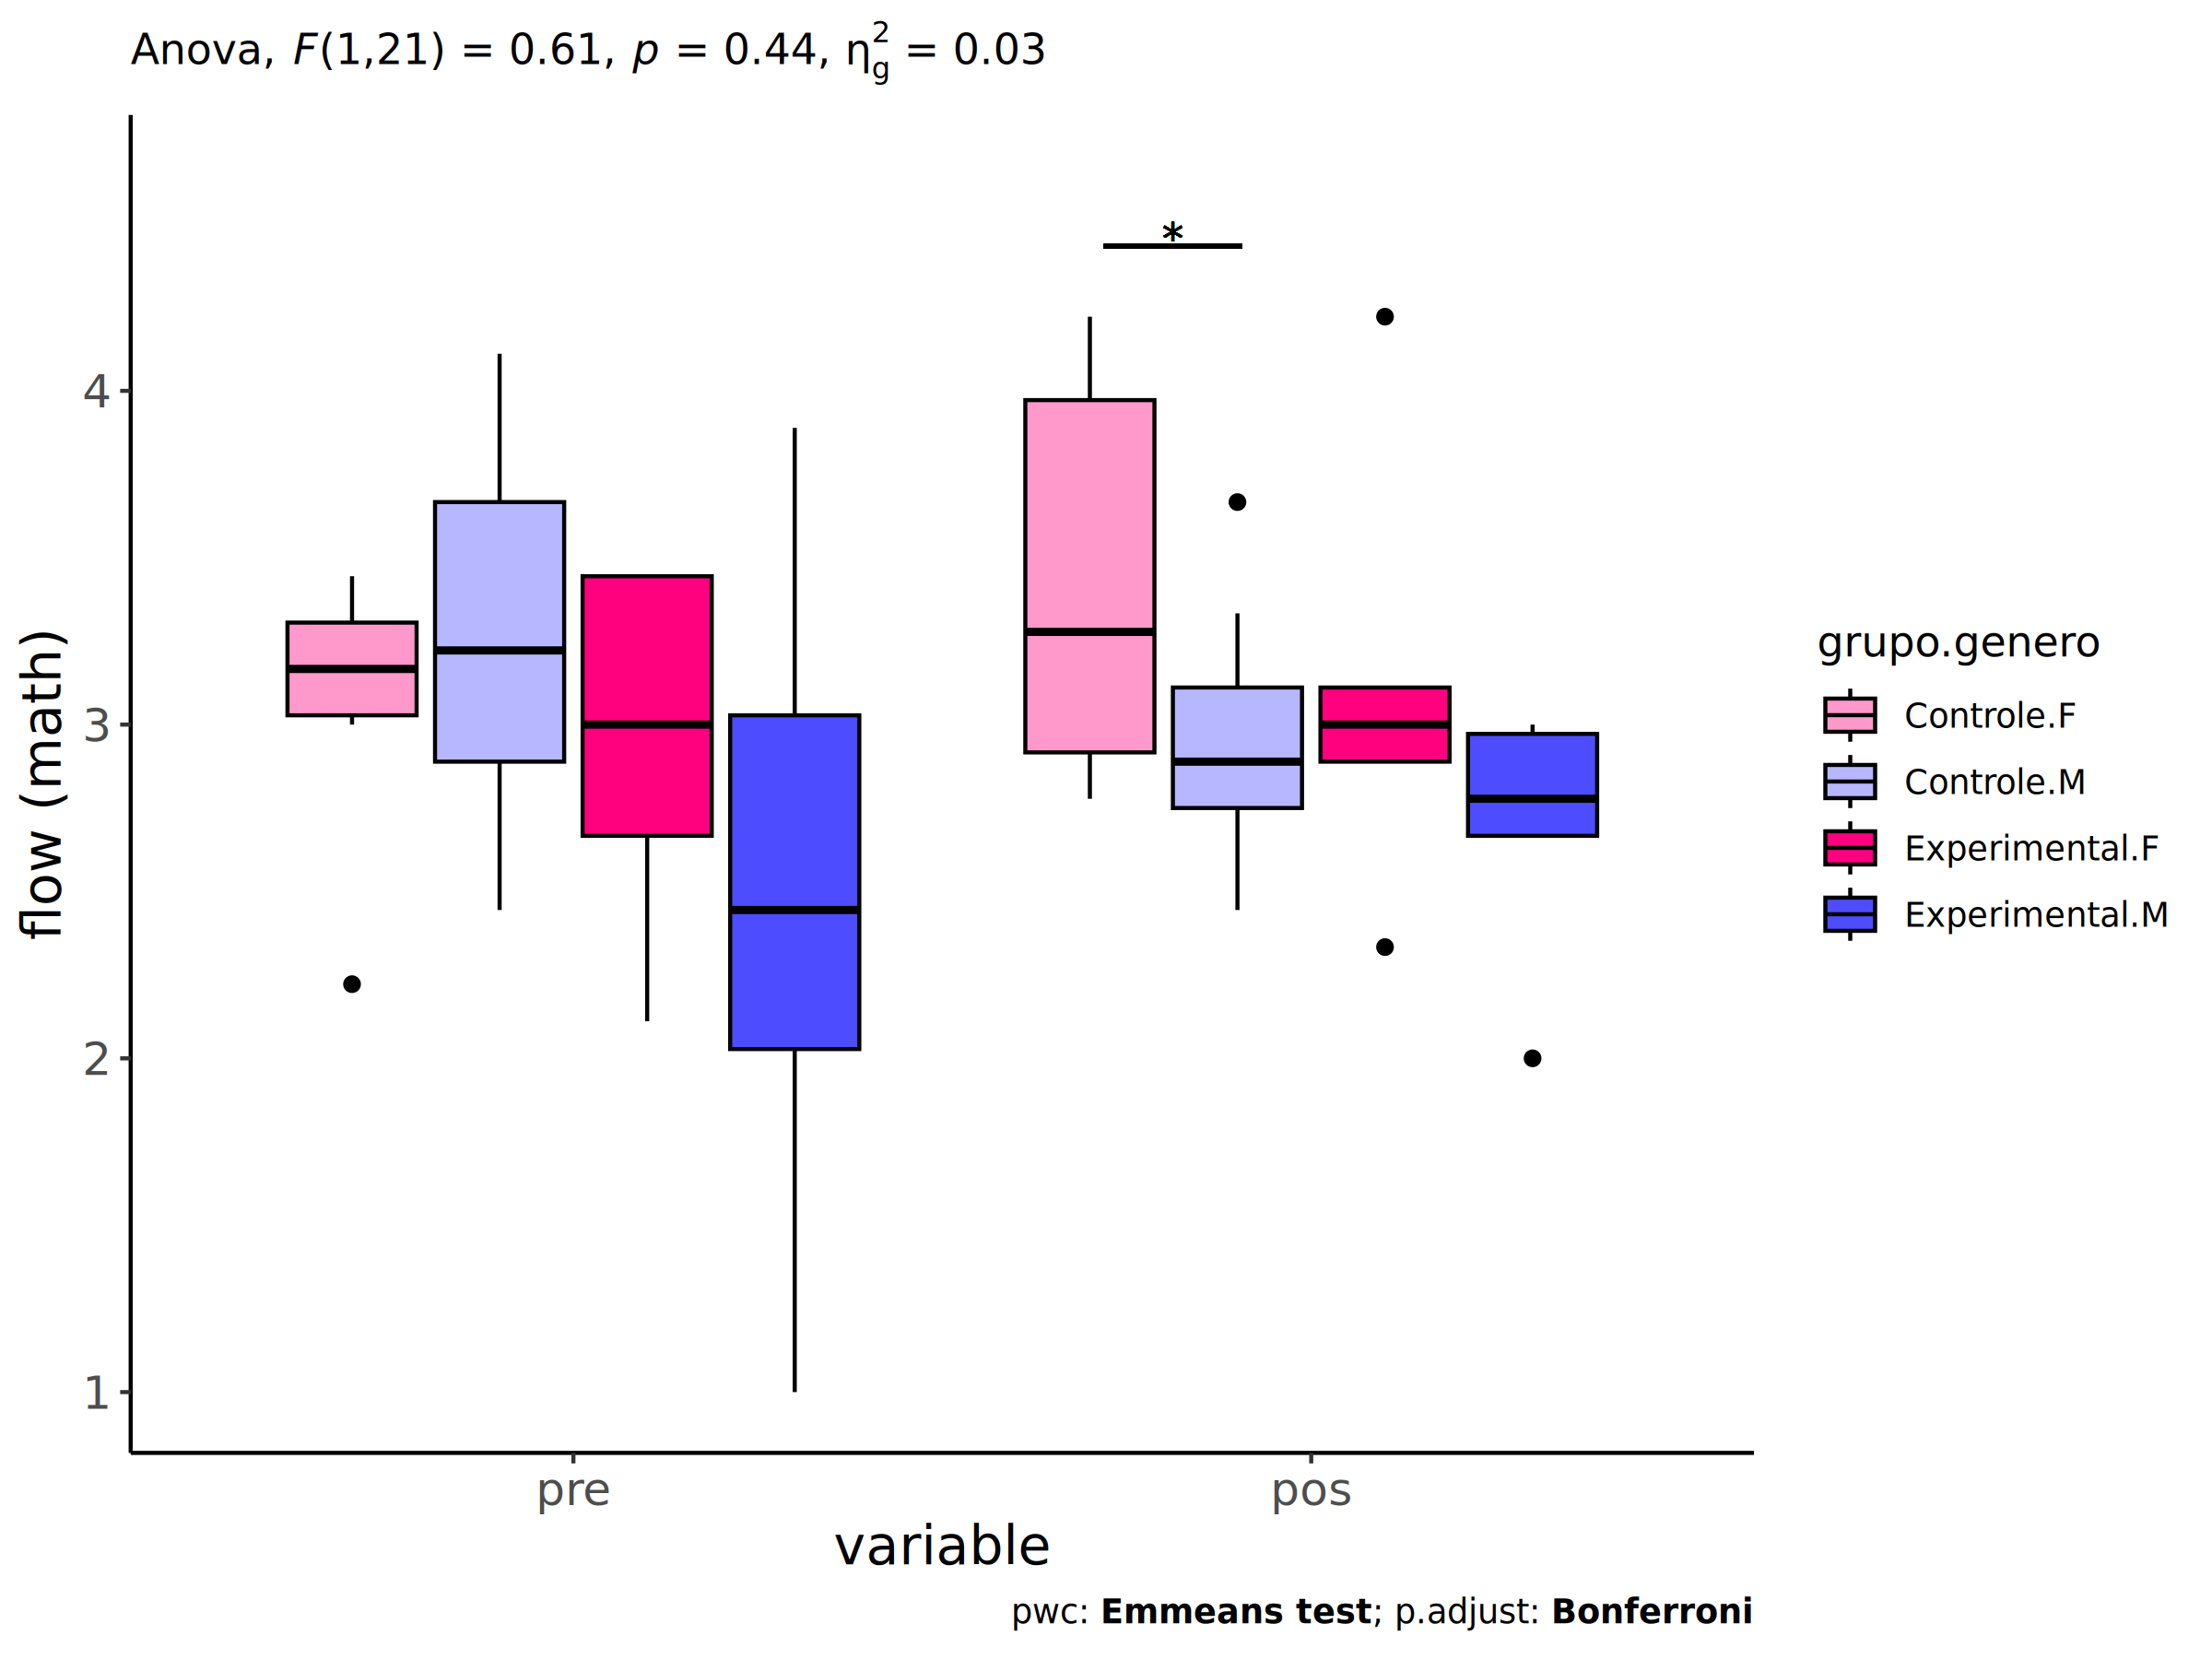 Anova, F(1,21) = 0.61, p = 0.44, η²g = 0.03
*
4
3
2
1
flow (math)
pre
pos
variable
grupo.genero
Controle.F
Controle.M
Experimental.F
Experimental.M
pwc: Emmeans test; p.adjust: Bonferroni